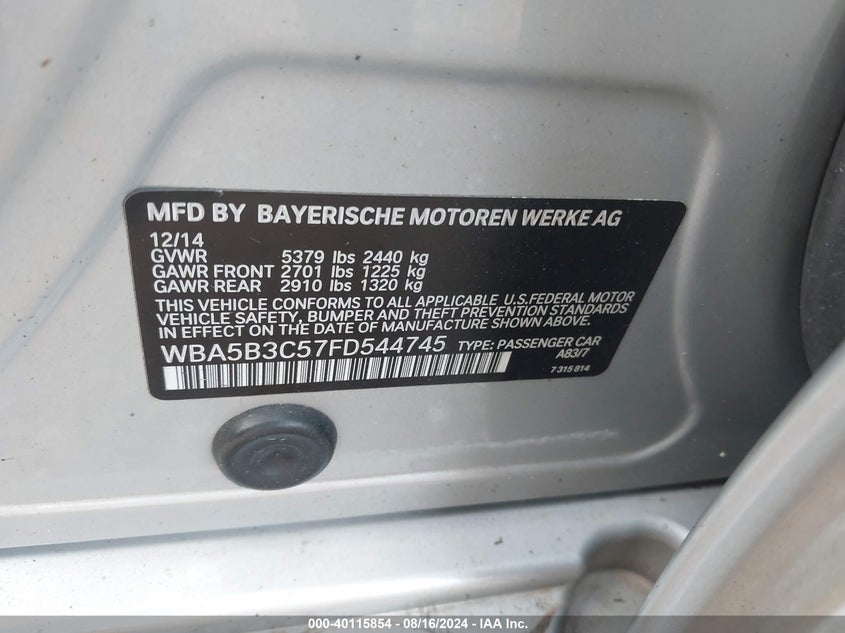 MFD BY BAYERISCHE MOTOREN WERKE AG
12/14
GVWR 5379 lbs 2440 kg
GAWR FRONT 2701 lbs 1225 kg
GAWR REAR 2910 lbs 1320 kg
THIS VEHICLE CONFORMS TO ALL APPLICABLE U.S.FEDERAL MOTOR
VEHICLE SAFETY, BUMPER AND THEFT PREVENTION STANDARDS
IN EFFECT ON THE DATE OF MANUFACTURE SHOWN ABOVE.
WBA5B3C57FD544745 TYPE: PASSENGER CAR
A83/7
7 315 814
000-40115854 | 08/16/2024 | © IAA Inc.